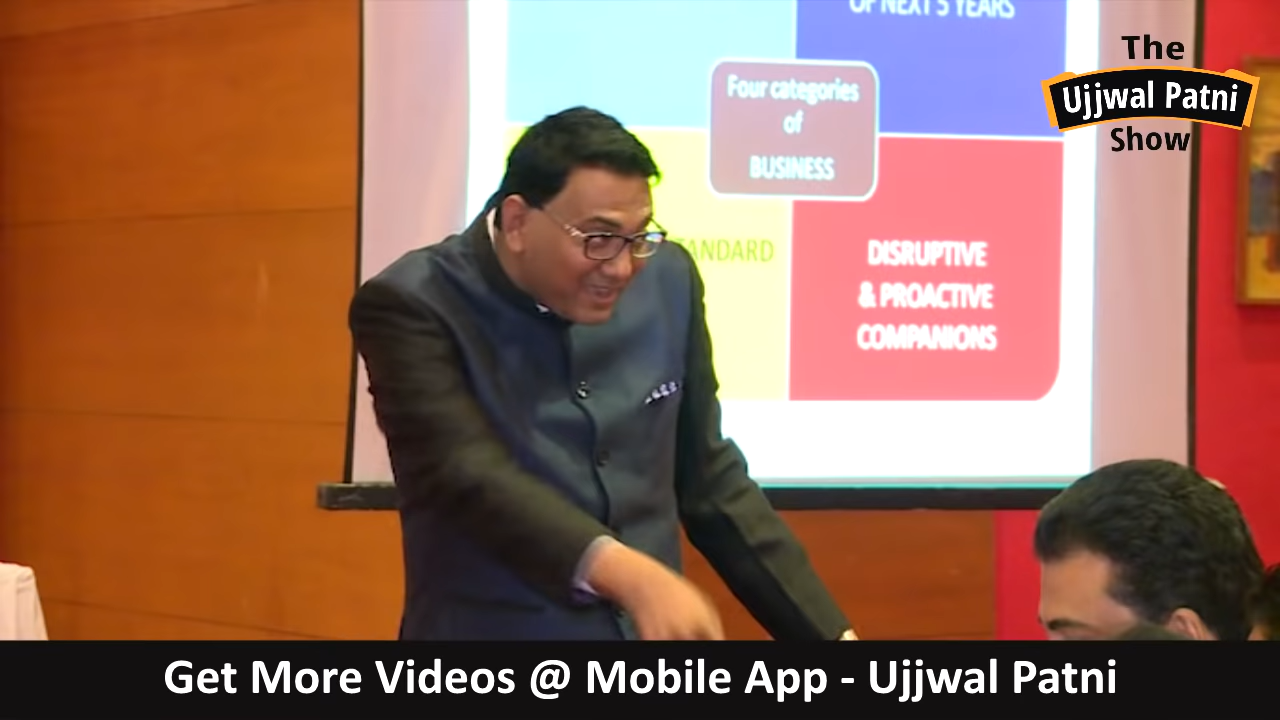 OF NEXT 5 YEARS
The
Ujjwal Patni
Show
Four categories
of
BUSINESS
DISRUPTIVE
& PROACTIVE
COMPANIONS
Get More Videos @ Mobile App - Ujjwal Patni